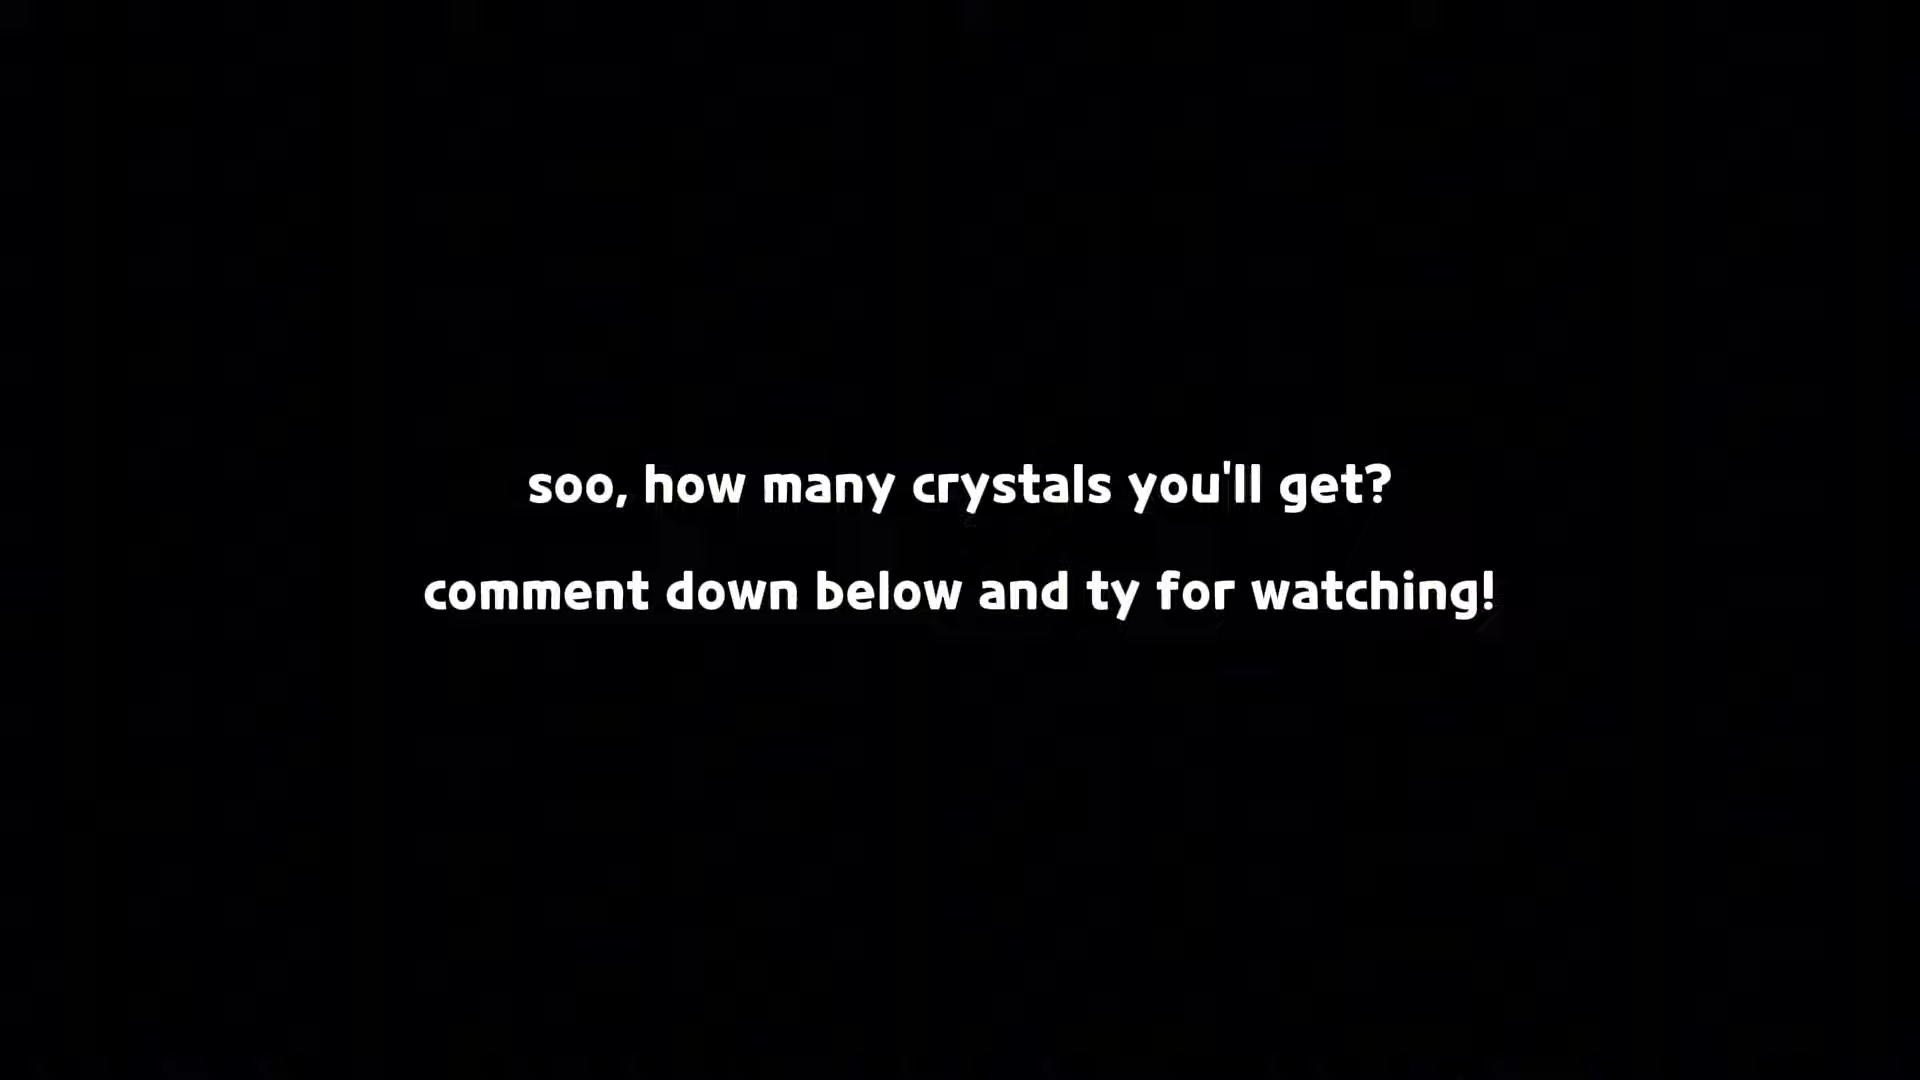 soo, how many crystals you'll get?
comment down below and ty for watching!